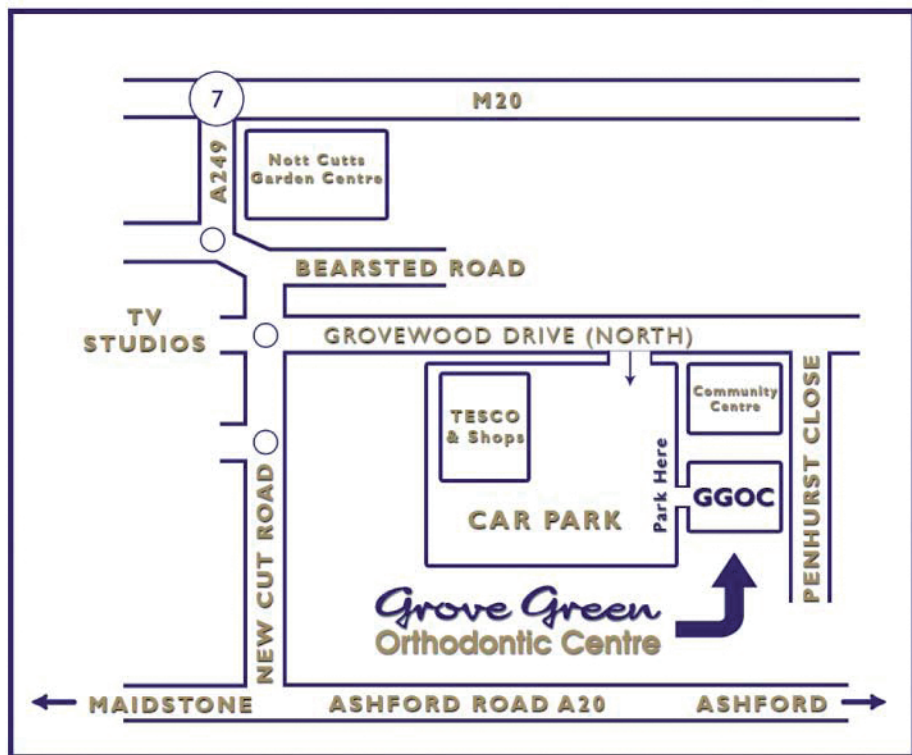 7
M20
A249
Nott Cutts
Garden Centre
BEARSTED ROAD
TV
STUDIOS
GROVEWOOD DRIVE (NORTH)
TESCO
& Shops
Community
Centre
PENHURST CLOSE
Park Here
GGOC
CAR PARK
NEW CUT ROAD
Grove Green
Orthodontic Centre
MAIDSTONE
ASHFORD ROAD A20
ASHFORD